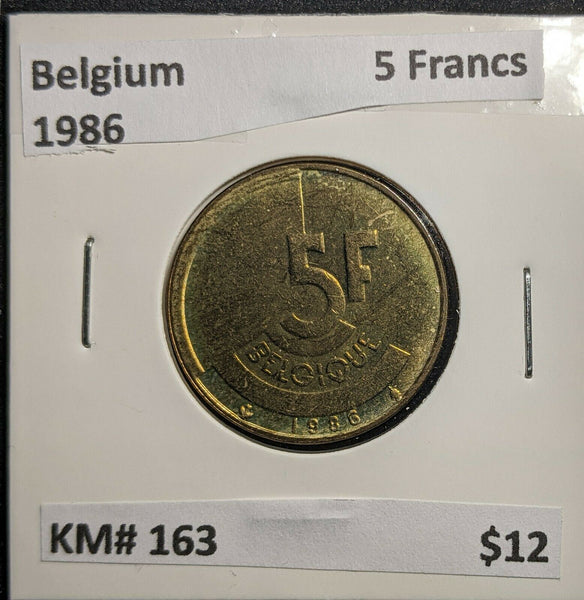 Belgium 5 Francs
1986
5F
BELGIQUE
1986
KM# 163 $12